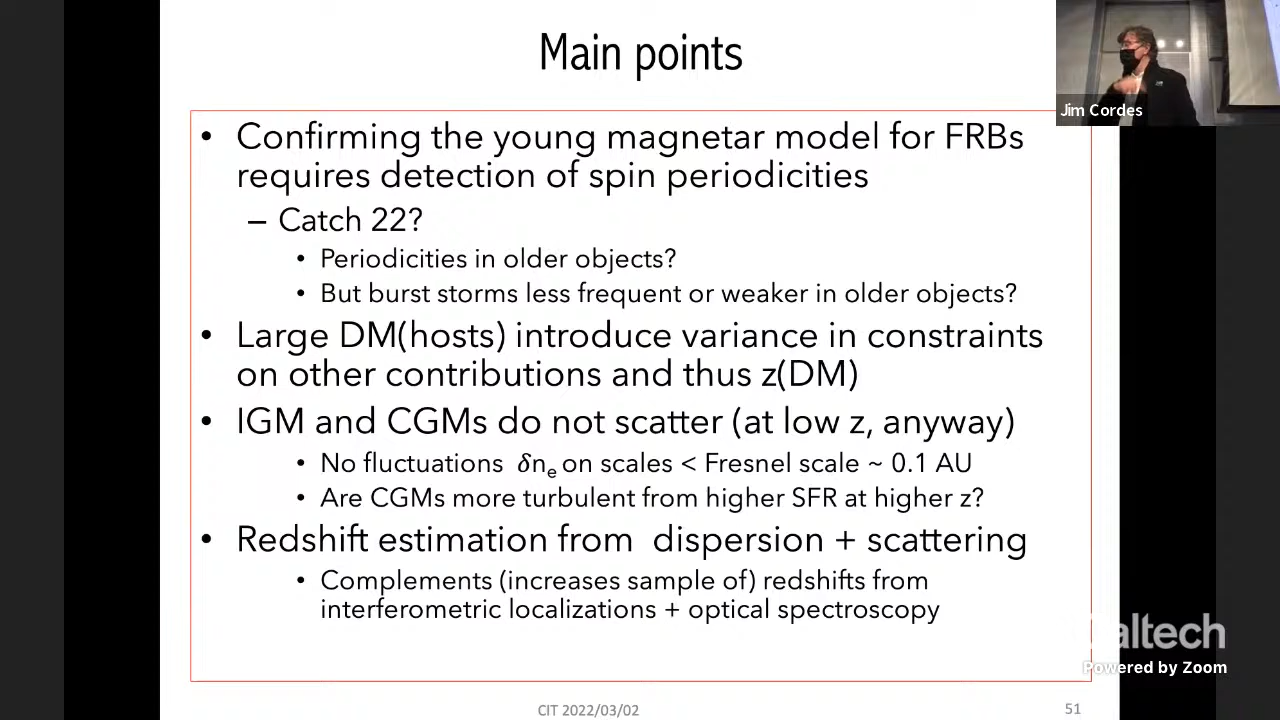 Main points
• Confirming the young magnetar model for FRBs
requires detection of spin periodicities
– Catch 22?
• Periodicities in older objects?
• But burst storms less frequent or weaker in older objects?
• Large DM(hosts) introduce variance in constraints
on other contributions and thus z(DM)
• IGM and CGMs do not scatter (at low z, anyway)
• No fluctuations δnₑ on scales < Fresnel scale ~ 0.1 AU
• Are CGMs more turbulent from higher SFR at higher z?
• Redshift estimation from dispersion + scattering
• Complements (increases sample of) redshifts from
interferometric localizations + optical spectroscopy
CIT 2022/03/02
51
Jim Cordes
Caltech
Powered by Zoom